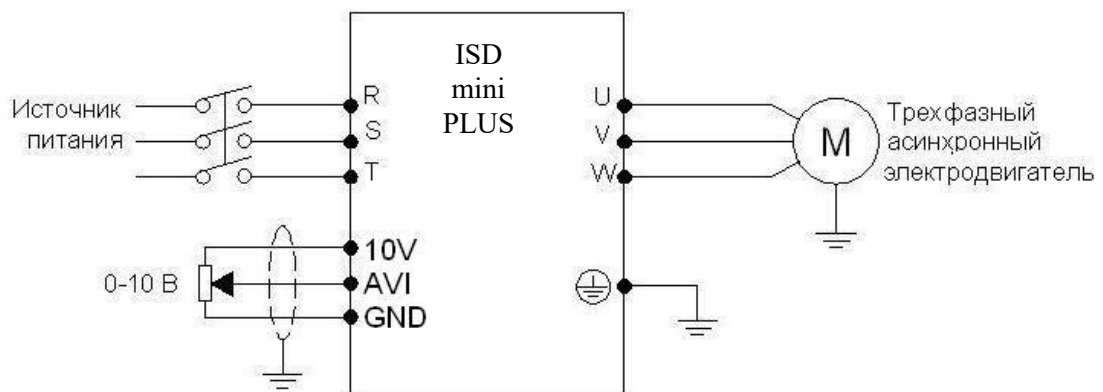 ISD
mini
PLUS
Источник
питания
R
S
T
U
V
W
M
Трехфазный
асинхронный
электродвигатель
0-10 В
10V
AVI
GND